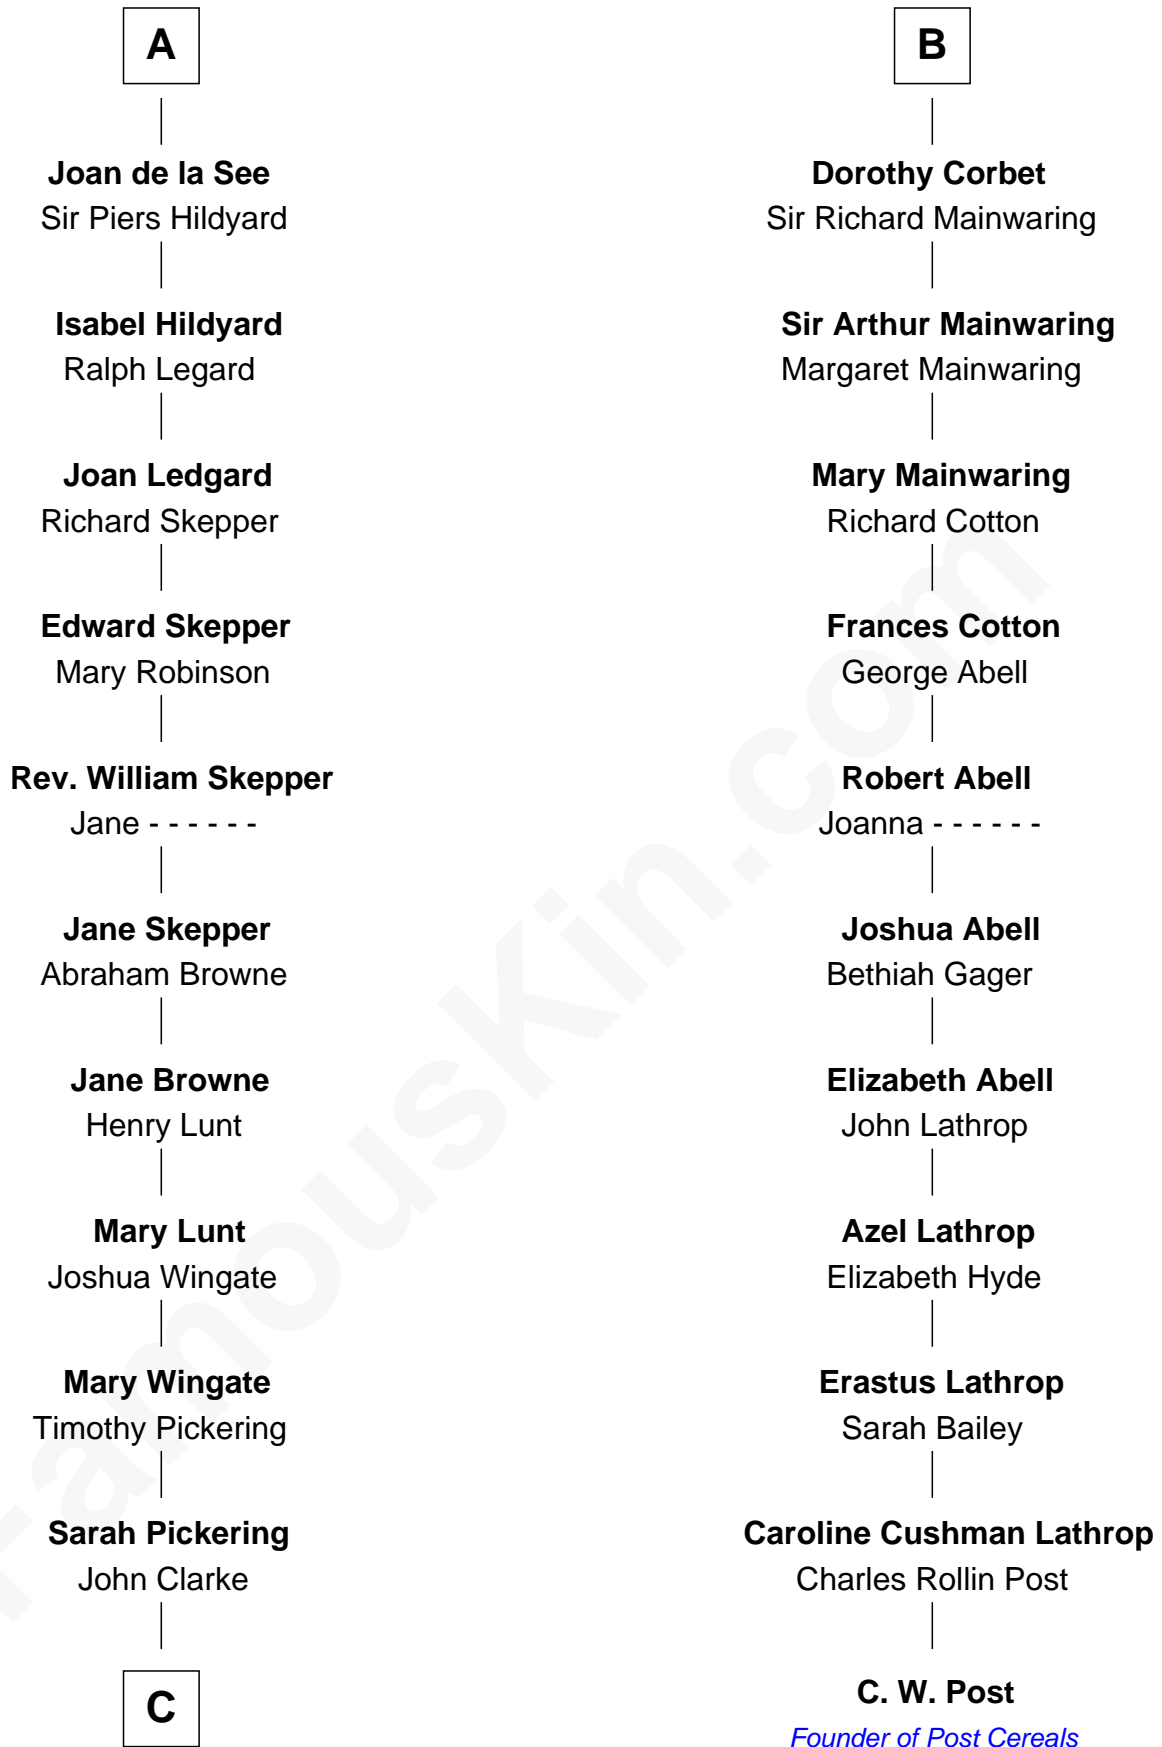 A
Joan de la See
Sir Piers Hildyard
Isabel Hildyard
Ralph Legard
Joan Ledgard
Richard Skepper
Edward Skepper
Mary Robinson
Rev. William Skepper
Jane - - - - - -
Jane Skepper
Abraham Browne
Jane Browne
Henry Lunt
Mary Lunt
Joshua Wingate
Mary Wingate
Timothy Pickering
Sarah Pickering
John Clarke
C
B
Dorothy Corbet
Sir Richard Mainwaring
Sir Arthur Mainwaring
Margaret Mainwaring
Mary Mainwaring
Richard Cotton
Frances Cotton
George Abell
Robert Abell
Joanna - - - - - -
Joshua Abell
Bethiah Gager
Elizabeth Abell
John Lathrop
Azel Lathrop
Elizabeth Hyde
Erastus Lathrop
Sarah Bailey
Caroline Cushman Lathrop
Charles Rollin Post
C. W. Post
Founder of Post Cereals
FamousKin.com